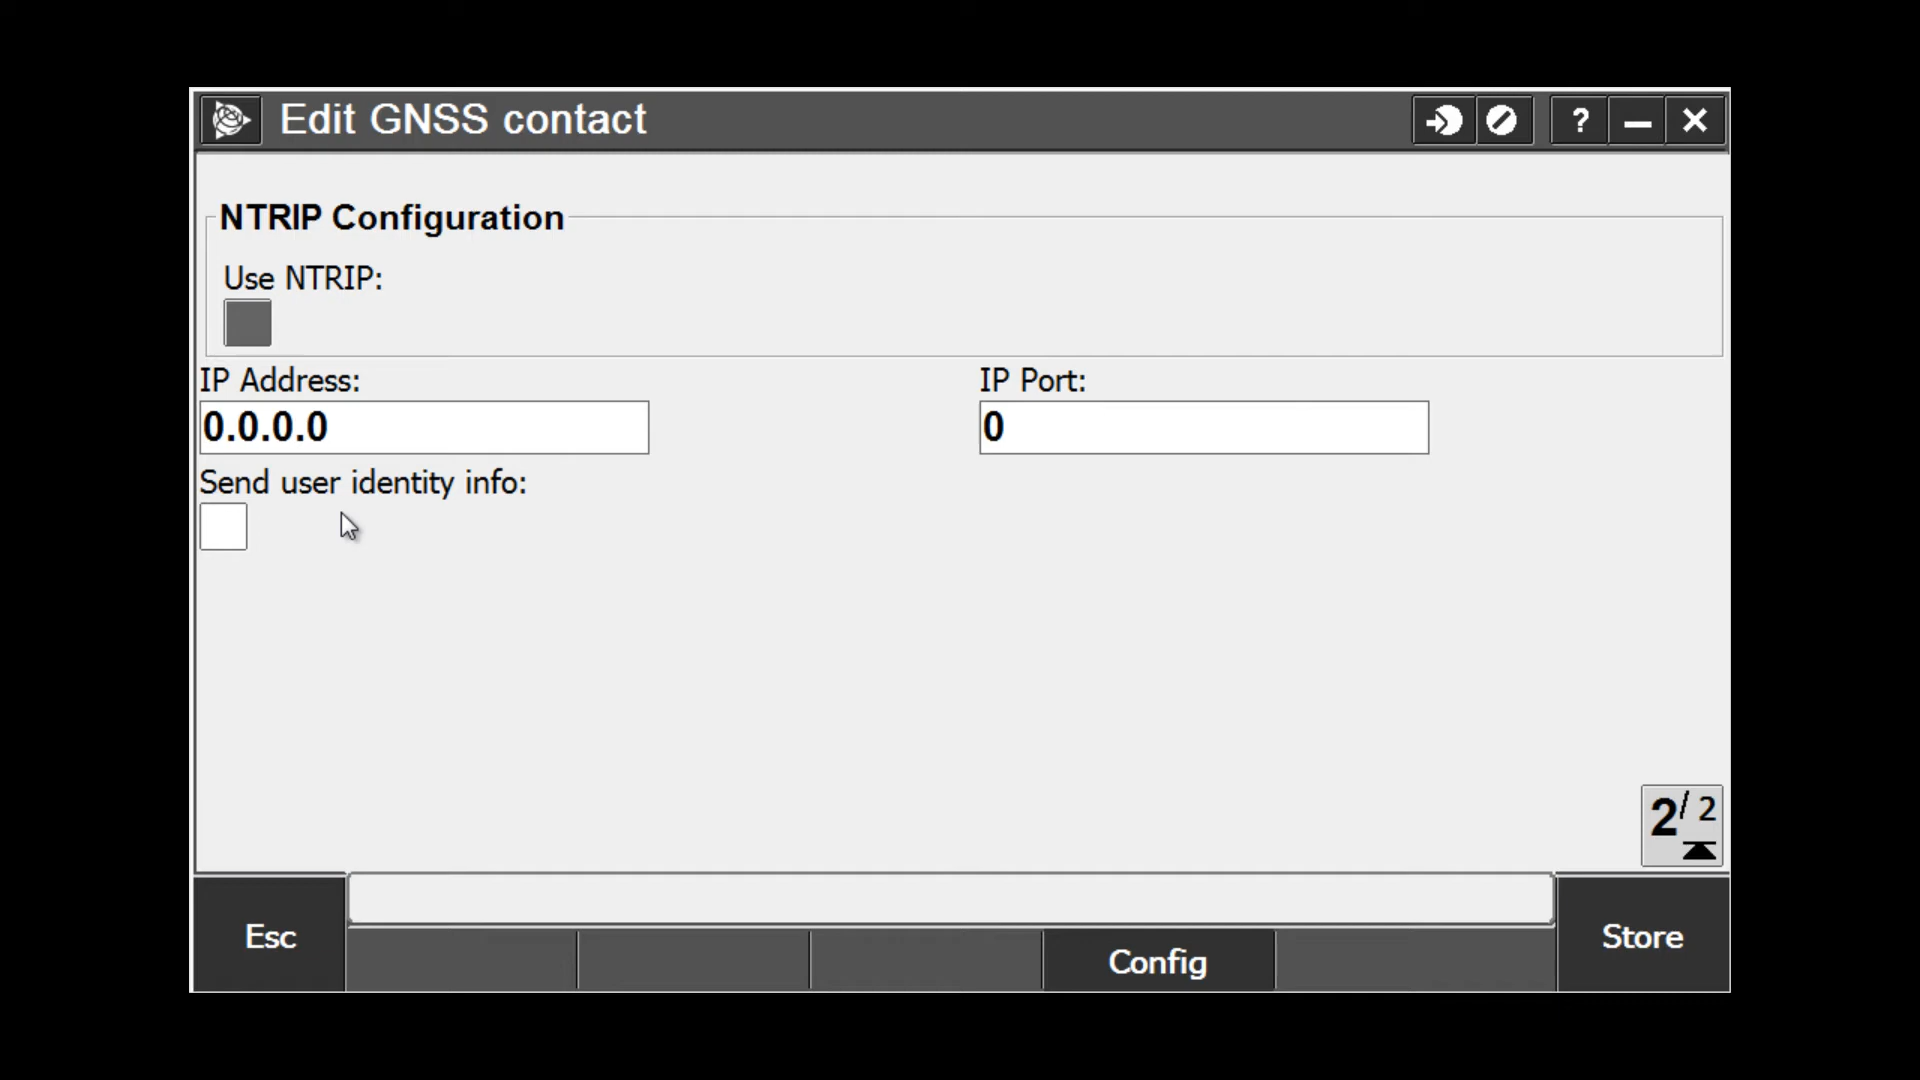 Edit GNSS contact
?
NTRIP Configuration
Use NTRIP:
IP Address:
IP Port:
0.0.0.0
0
Send user identity info:
2/2
Esc
Config
Store